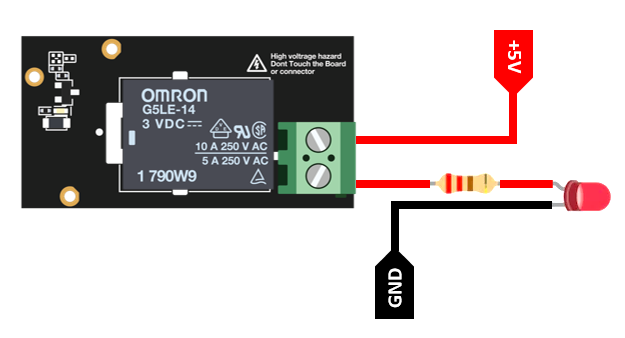 High voltage hazard
Dont Touch the Board
or connector
+5V
OMRON
G5LE-14
3 VDC
10 A 250 V AC
5 A 250 V AC
1 790W9
GND